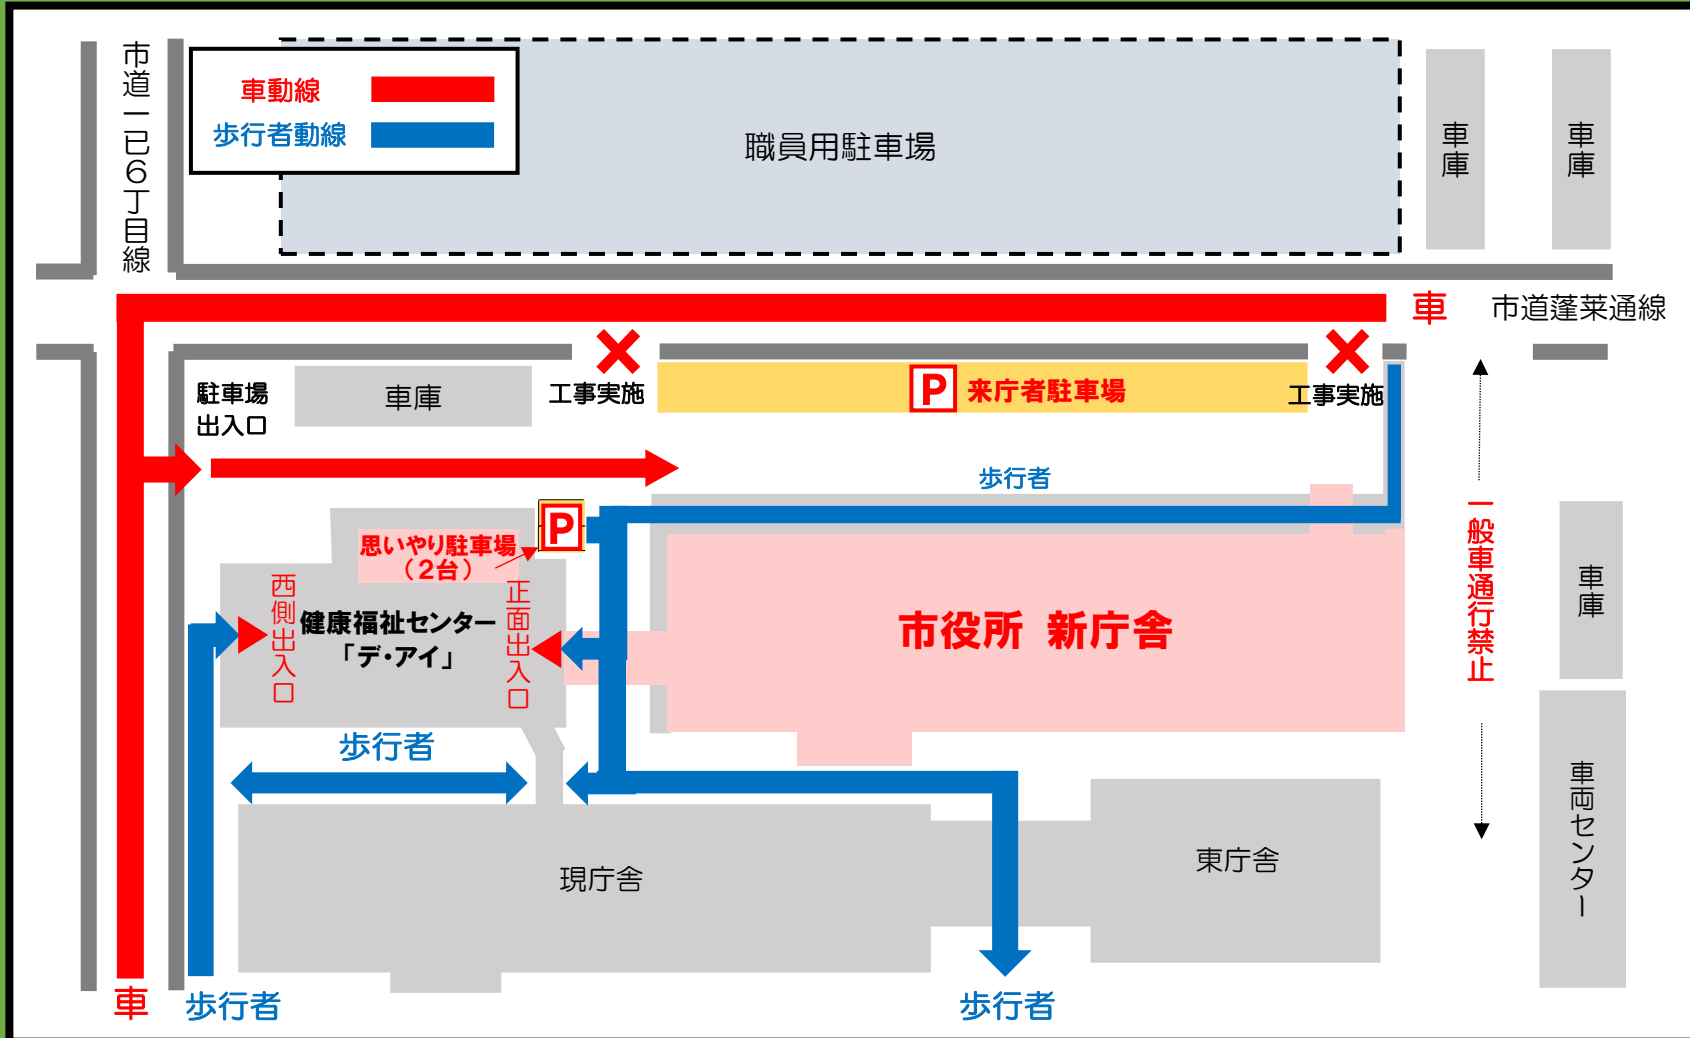 市道一已6丁目線
車動線
歩行者動線
職員用駐車場
車庫
車庫
車
市道蓬莱通線
駐車場
出入口
車庫
工事実施
P 来庁者駐車場
工事実施
歩行者
P
思いやり駐車場
(2台)
西側出入口
健康福祉センター
「デ・アイ」
正面出入口
市役所 新庁舎
一般車通行禁止
車庫
歩行者
現庁舎
東庁舎
車両センター
車
歩行者
歩行者